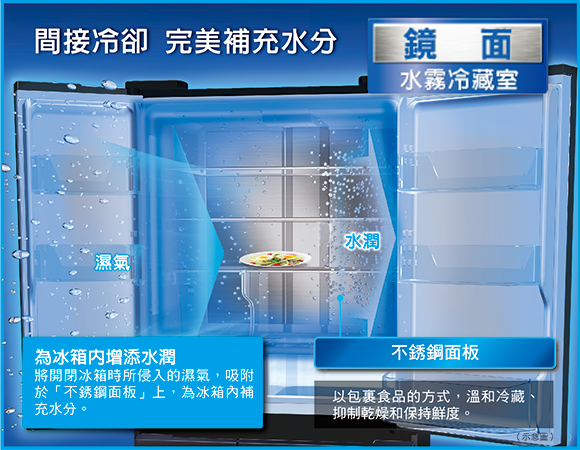 間接冷卻 完美補充水分
鏡面
水霧冷藏室
濕氣
水潤
為冰箱內增添水潤
將開閉冰箱時所侵入的濕氣，吸附
於「不銹鋼面板」上，為冰箱內補
充水分。
不銹鋼面板
以包裹食品的方式，溫和冷藏、
抑制乾燥和保持鮮度。
（示意圖）